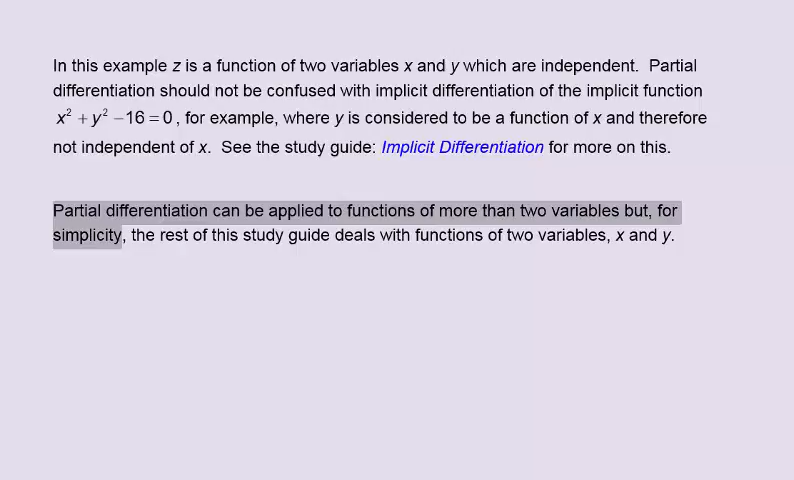 In this example z is a function of two variables x and y which are independent. Partial
differentiation should not be confused with implicit differentiation of the implicit function
x² + y² − 16 = 0, for example, where y is considered to be a function of x and therefore
not independent of x. See the study guide: Implicit Differentiation for more on this.
Partial differentiation can be applied to functions of more than two variables but, for
simplicity, the rest of this study guide deals with functions of two variables, x and y.